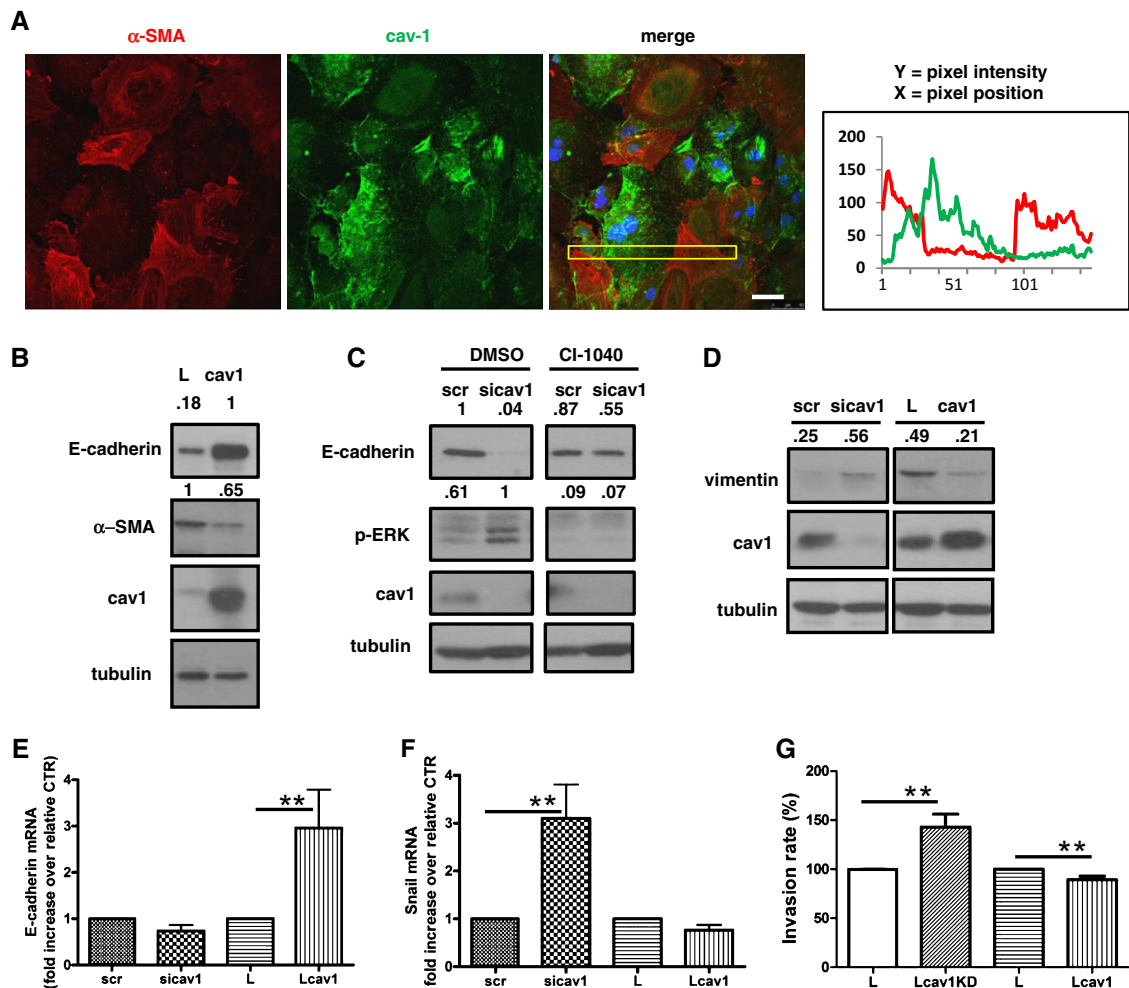 A
α-SMA
cav-1
merge
Y = pixel intensity
X = pixel position
200
150
100
50
0
1
51
101
B
L cav1
.18 1
E-cadherin
1 .65
α–SMA
cav1
tubulin
C
DMSO
CI-1040
scr sicav1 scr sicav1
1 .04 .87 .55
E-cadherin
.61 1 .09 .07
p-ERK
cav1
tubulin
D
scr sicav1 L cav1
.25 .56 .49 .21
vimentin
cav1
tubulin
E
E-cadherin mRNA
(fold increase over relative CTR)
4
3
2
1
0
**
scr sicav1 L Lcav1
F
Snail mRNA
fold increase over relative CTR)
4
3
2
1
0
**
scr sicav1 L Lcav1
G
Invasion rate (%)
200
150
100
50
0
**
**
L Lcav1KD L Lcav1